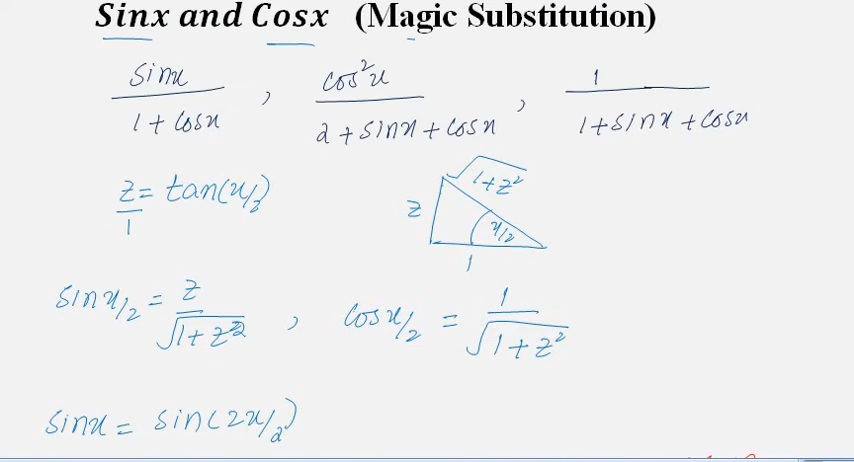 Sinx and Cosx (Magic Substitution)
sinx / 1 + cosx , cos²x / 2 + sinx + cosx , 1 / 1 + sinx + cosx
z/1 = tan(x/2)
√1+z²
z
x/2
1
sin x/2 = z / √1+z² , cos x/2 = 1 / √1+z²
sinx = sin(2x/2)